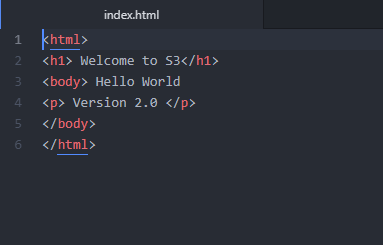 index.html
1 <html>
2 <h1> Welcome to S3</h1>
3 <body> Hello World
4 <p> Version 2.0 </p>
5 </body>
6 </html>